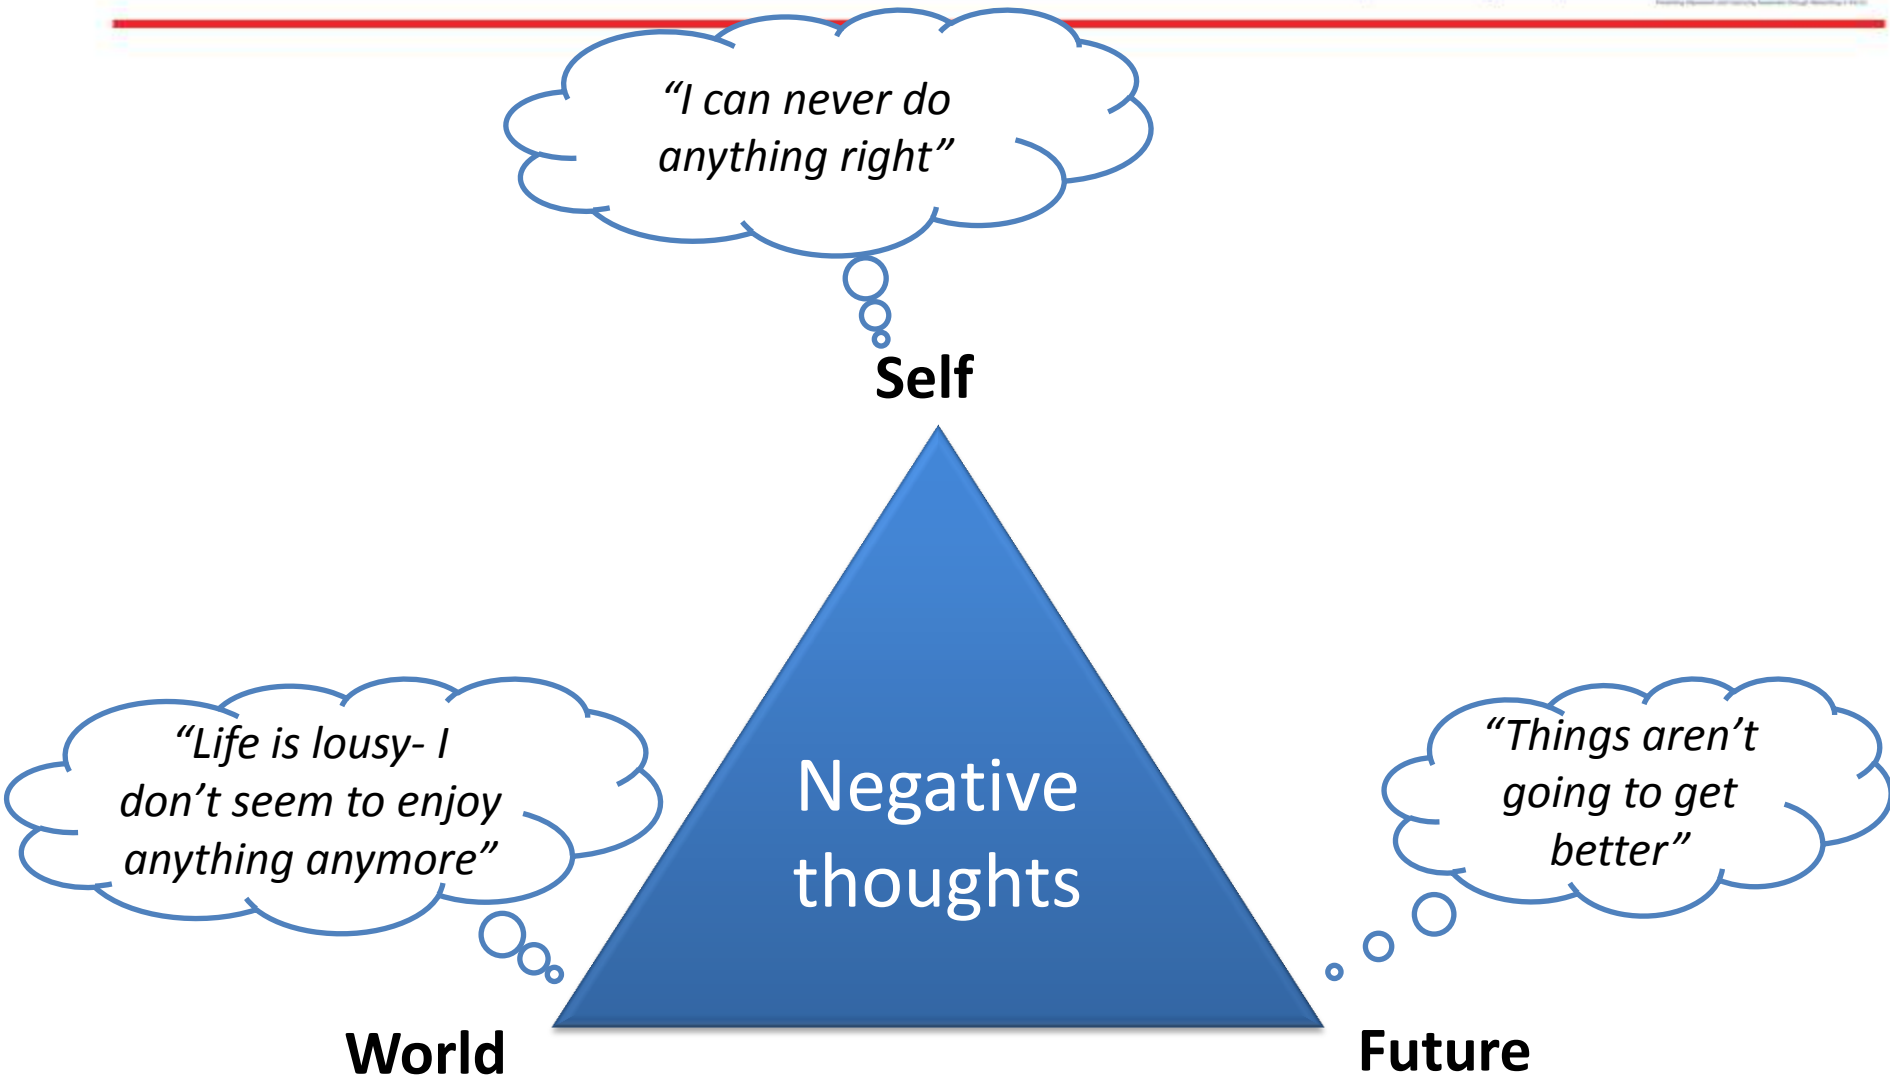 “I can never do
anything right”
Self
“Life is lousy- I
don’t seem to enjoy
anything anymore”
“Things aren’t
going to get
better”
Negative
thoughts
World
Future